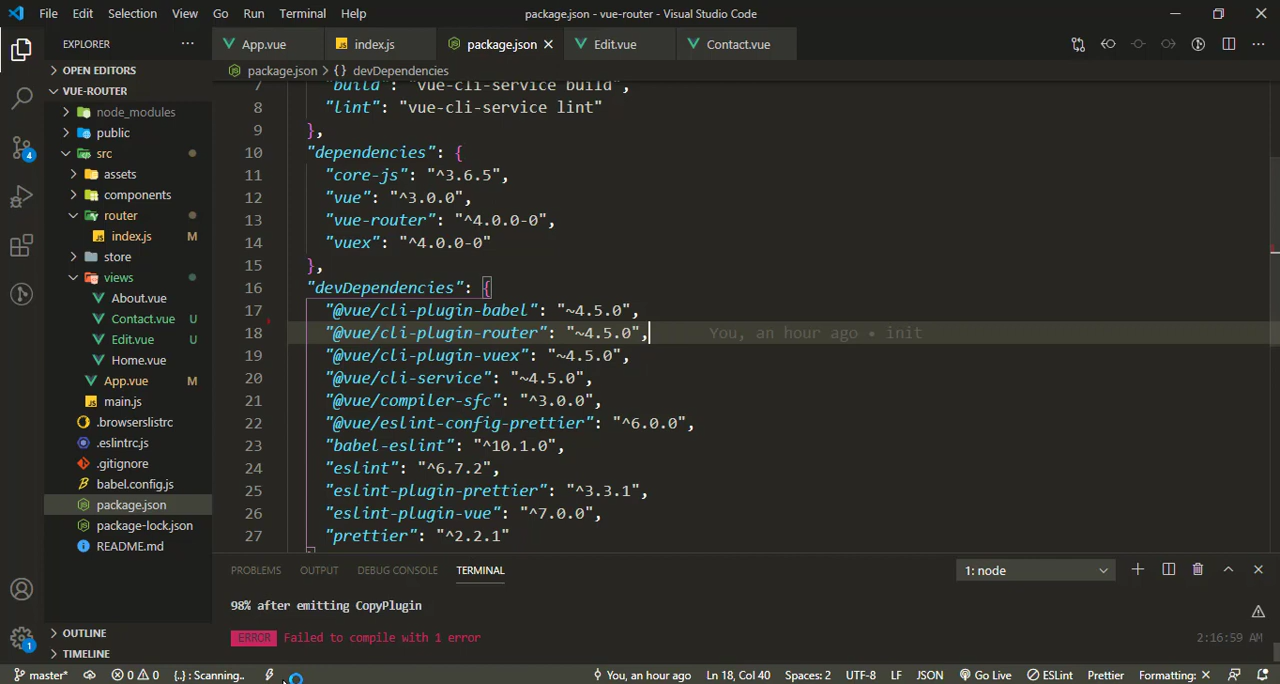 File Edit Selection View Go Run Terminal Help package.json - vue-router - Visual Studio Code
EXPLORER
OPEN EDITORS
VUE-ROUTER
node_modules
public
src
assets
components
router
index.js M
store
views
About.vue
Contact.vue U
Edit.vue U
Home.vue
App.vue M
main.js
.browserslistrc
.eslintrc.js
.gitignore
babel.config.js
package.json
package-lock.json
README.md
OUTLINE
TIMELINE
4
1
App.vue index.js package.json Edit.vue Contact.vue
package.json > {} devDependencies
7 "build": "vue-cli-service build",
8 "lint": "vue-cli-service lint"
9 },
10 "dependencies": {
11 "core-js": "^3.6.5",
12 "vue": "^3.0.0",
13 "vue-router": "^4.0.0-0",
14 "vuex": "^4.0.0-0"
15 },
16 "devDependencies": {
17 "@vue/cli-plugin-babel": "~4.5.0",
18 "@vue/cli-plugin-router": "~4.5.0", You, an hour ago • init
19 "@vue/cli-plugin-vuex": "~4.5.0",
20 "@vue/cli-service": "~4.5.0",
21 "@vue/compiler-sfc": "^3.0.0",
22 "@vue/eslint-config-prettier": "^6.0.0",
23 "babel-eslint": "^10.1.0",
24 "eslint": "^6.7.2",
25 "eslint-plugin-prettier": "^3.3.1",
26 "eslint-plugin-vue": "^7.0.0",
27 "prettier": "^2.2.1"
PROBLEMS OUTPUT DEBUG CONSOLE TERMINAL 1: node
98% after emitting CopyPlugin
ERROR Failed to compile with 1 error 2:16:59 AM
master* 0 0 {..} : Scanning.. You, an hour ago Ln 18, Col 40 Spaces: 2 UTF-8 LF JSON Go Live ESLint Prettier Formatting: ×